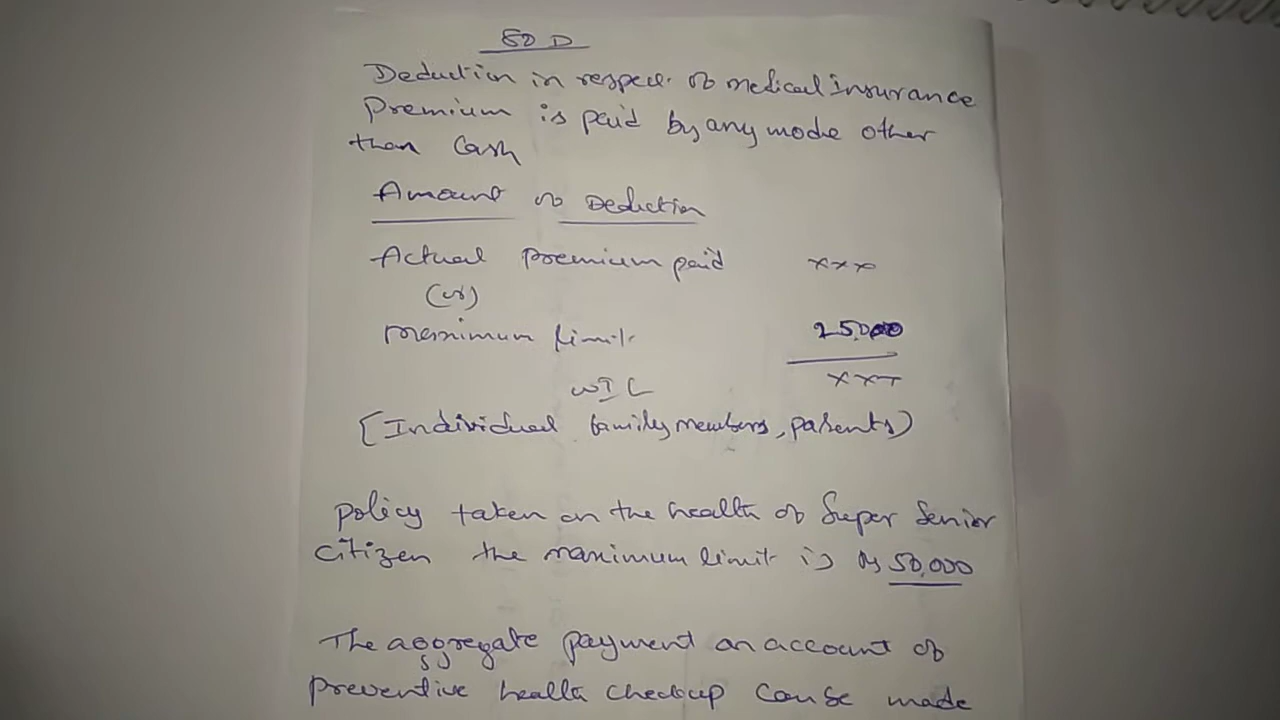 80 D
Deduction in respect of medical Insurance
Premium is paid by any mode other
than Cash
Amount of Deduction
Actual premium paid xxx
(or)
Maximum limit 25,000
WIL xxx
[Individual family members, parents)
Policy taken on the health of Super Senior
Citizen the maximum limit is Rs 50,000
The aggregate payment on account of
preventive health checkup can be made